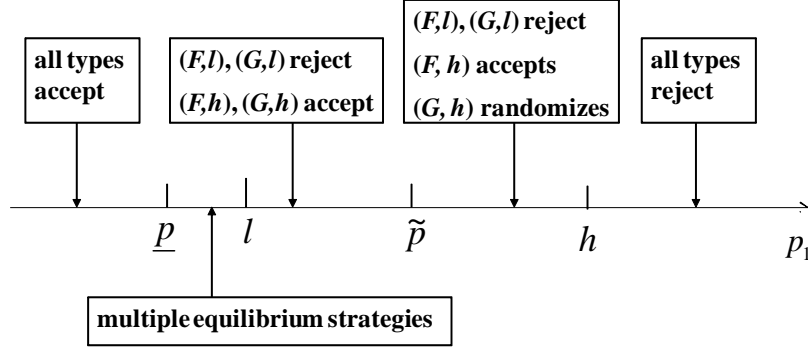 all types
accept
(F,l), (G,l) reject
(F,h), (G,h) accept
(F,l), (G,l) reject
(F, h) accepts
(G, h) randomizes
all types
reject
p l p̃ h p₁
multiple equilibrium strategies